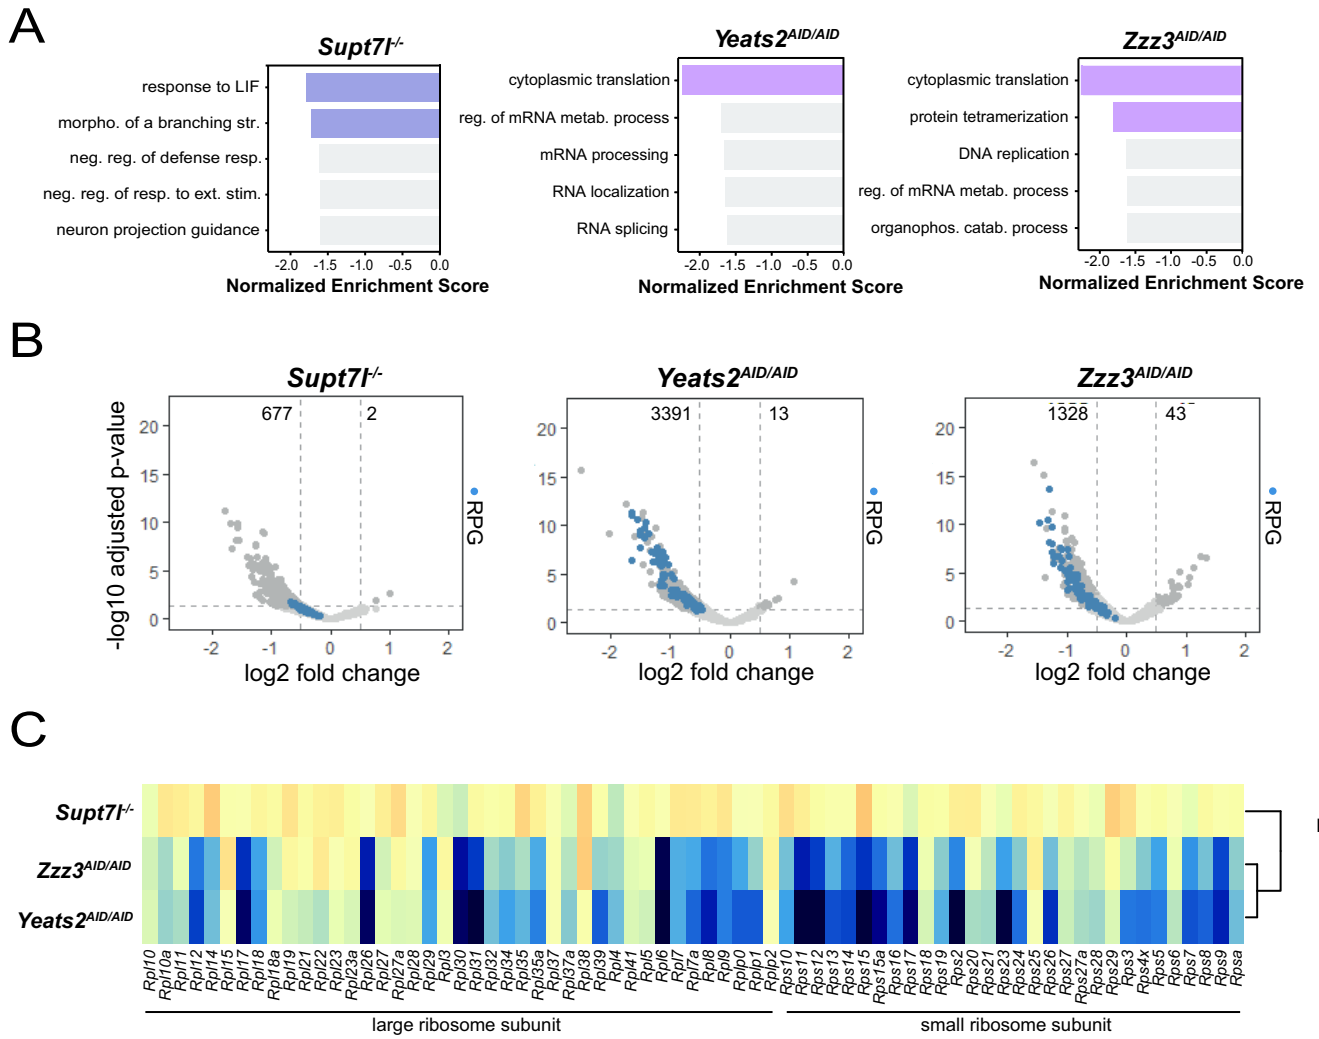 A
Supt7l-/-
response to LIF
morpho. of a branching str.
neg. reg. of defense resp.
neg. reg. of resp. to ext. stim.
neuron projection guidance
-2.0 -1.5 -1.0 -0.5 0.0
Normalized Enrichment Score
Yeats2AID/AID
cytoplasmic translation
reg. of mRNA metab. process
mRNA processing
RNA localization
RNA splicing
-2.0 -1.5 -1.0 -0.5 0.0
Normalized Enrichment Score
Zzz3AID/AID
cytoplasmic translation
protein tetramerization
DNA replication
reg. of mRNA metab. process
organophos. catab. process
-2.0 -1.5 -1.0 -0.5 0.0
Normalized Enrichment Score
B
-log10 adjusted p-value
Supt7l-/-
677 2
20
15
10
5
0
-2 -1 0 1 2
log2 fold change
RPG
Yeats2AID/AID
3391 13
20
15
10
5
0
-2 -1 0 1 2
log2 fold change
RPG
Zzz3AID/AID
1328 43
20
15
10
5
0
-2 -1 0 1 2
log2 fold change
RPG
C
Supt7l-/-
Zzz3AID/AID
Yeats2AID/AID
Rpl10 Rpl10a Rpl11 Rpl12 Rpl14 Rpl15 Rpl17 Rpl18 Rpl18a Rpl19 Rpl21 Rpl22 Rpl23 Rpl23a Rpl26 Rpl27 Rpl27a Rpl28 Rpl29 Rpl3 Rpl30 Rpl31 Rpl32 Rpl34 Rpl35 Rpl35a Rpl37 Rpl37a Rpl38 Rpl39 Rpl4 Rpl41 Rpl5 Rpl6 Rpl7 Rpl7a Rpl8 Rpl9 Rplp0 Rplp1 Rplp2 Rps10 Rps11 Rps12 Rps13 Rps14 Rps15 Rps15a Rps16 Rps17 Rps18 Rps19 Rps2 Rps20 Rps21 Rps23 Rps24 Rps25 Rps26 Rps27 Rps27a Rps28 Rps29 Rps3 Rps4x Rps5 Rps6 Rps7 Rps8 Rps9 Rpsa
large ribosome subunit
small ribosome subunit